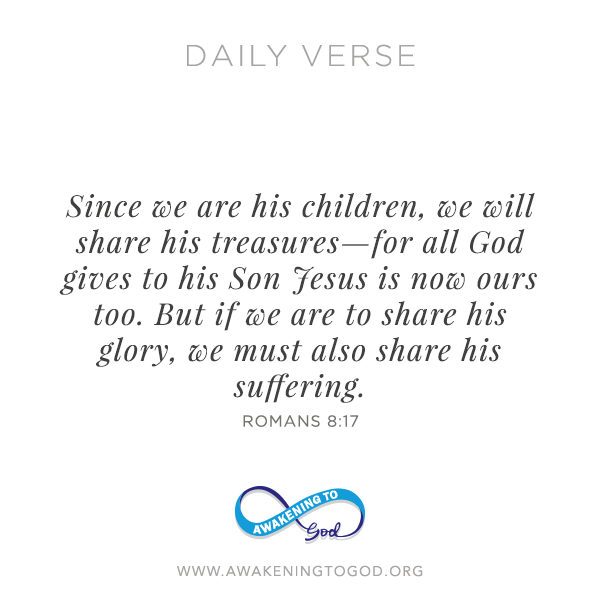 DAILY VERSE
Since we are his children, we will
share his treasures—for all God
gives to his Son Jesus is now ours
too. But if we are to share his
glory, we must also share his
suffering.
ROMANS 8:17
AWAKENING TO
God
WWW.AWAKENINGTOGOD.ORG